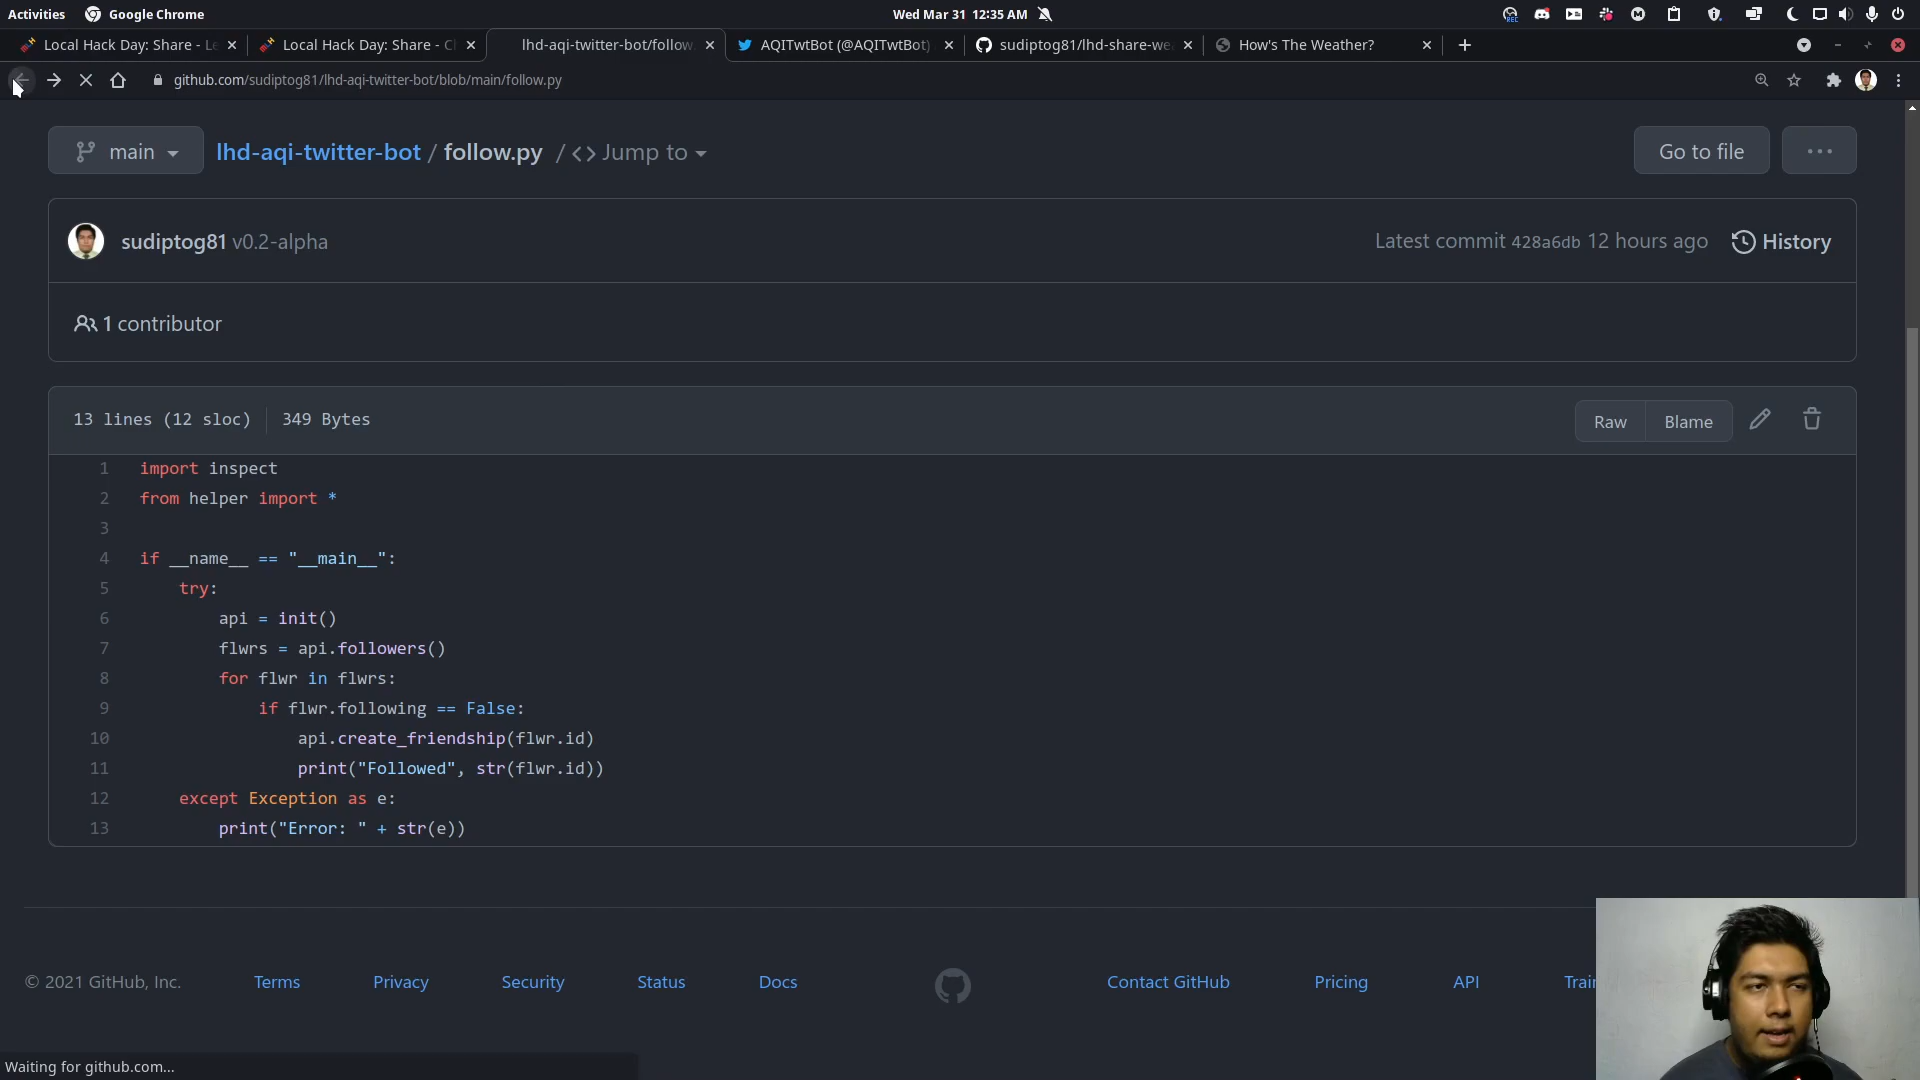 Activities Google Chrome Wed Mar 31 12:35 AM
Local Hack Day: Share - Le Local Hack Day: Share - C lhd-aqi-twitter-bot/follow. AQITwtBot (@AQITwtBot) sudiptog81/lhd-share-we How's The Weather?
github.com/sudiptog81/lhd-aqi-twitter-bot/blob/main/follow.py
main lhd-aqi-twitter-bot / follow.py / <> Jump to Go to file ...
sudiptog81 v0.2-alpha Latest commit 428a6db 12 hours ago History
1 contributor
13 lines (12 sloc) 349 Bytes Raw Blame
1 import inspect
2 from helper import *
3
4 if __name__ == "__main__":
5 try:
6 api = init()
7 flwrs = api.followers()
8 for flwr in flwrs:
9 if flwr.following == False:
10 api.create_friendship(flwr.id)
11 print("Followed", str(flwr.id))
12 except Exception as e:
13 print("Error: " + str(e))
© 2021 GitHub, Inc. Terms Privacy Security Status Docs Contact GitHub Pricing API Train
Waiting for github.com...